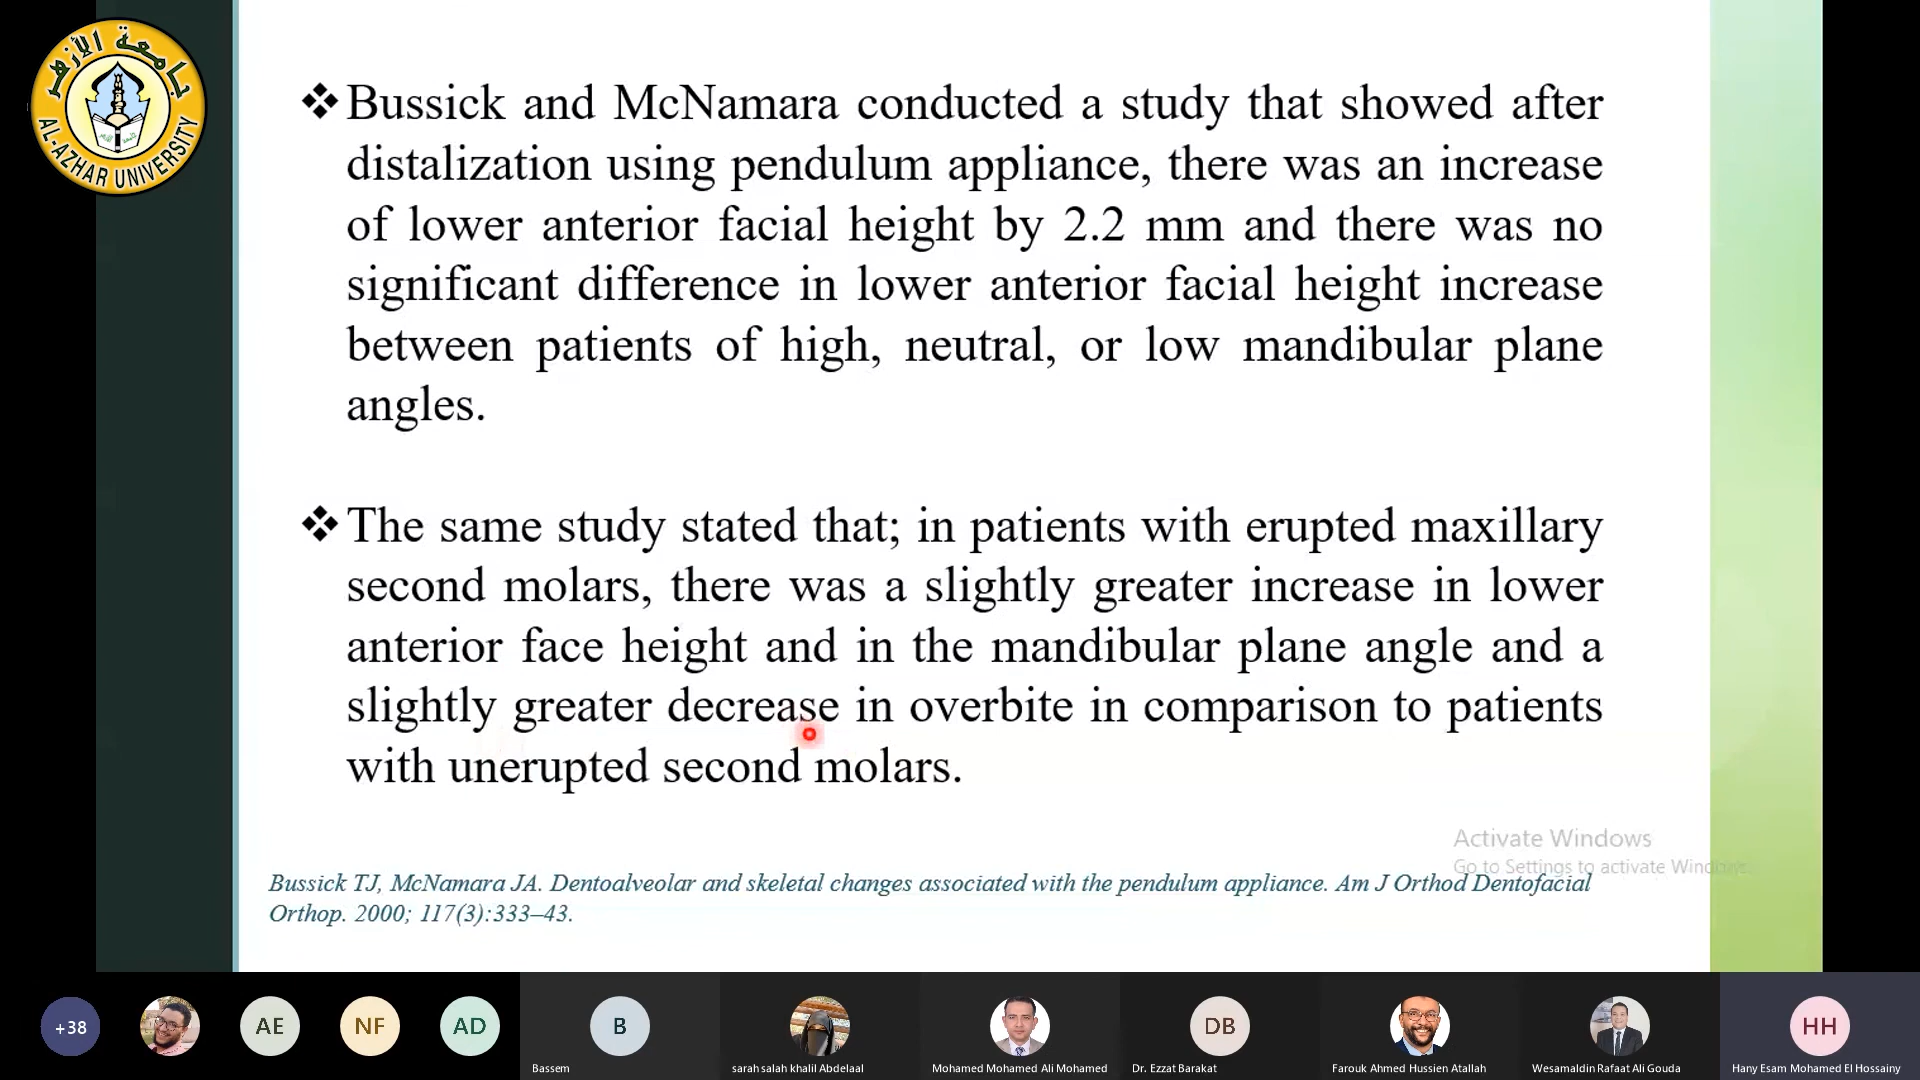 جامعة الأزهر
AL-AZHAR UNIVERSITY
❖Bussick and McNamara conducted a study that showed after
distalization using pendulum appliance, there was an increase
of lower anterior facial height by 2.2 mm and there was no
significant difference in lower anterior facial height increase
between patients of high, neutral, or low mandibular plane
angles.
❖The same study stated that; in patients with erupted maxillary
second molars, there was a slightly greater increase in lower
anterior face height and in the mandibular plane angle and a
slightly greater decrease in overbite in comparison to patients
with unerupted second molars.
Activate Windows
Go to Settings to activate Windows.
Bussick TJ, McNamara JA. Dentoalveolar and skeletal changes associated with the pendulum appliance. Am J Orthod Dentofacial
Orthop. 2000; 117(3):333–43.
+38
AE
NF
AD
B
DB
HH
Bassem
sarah salah khalil Abdelaal
Mohamed Mohamed Ali Mohamed
Dr. Ezzat Barakat
Farouk Ahmed Hussien Atallah
Wesamaldin Rafaat Ali Gouda
Hany Esam Mohamed El Hossainy